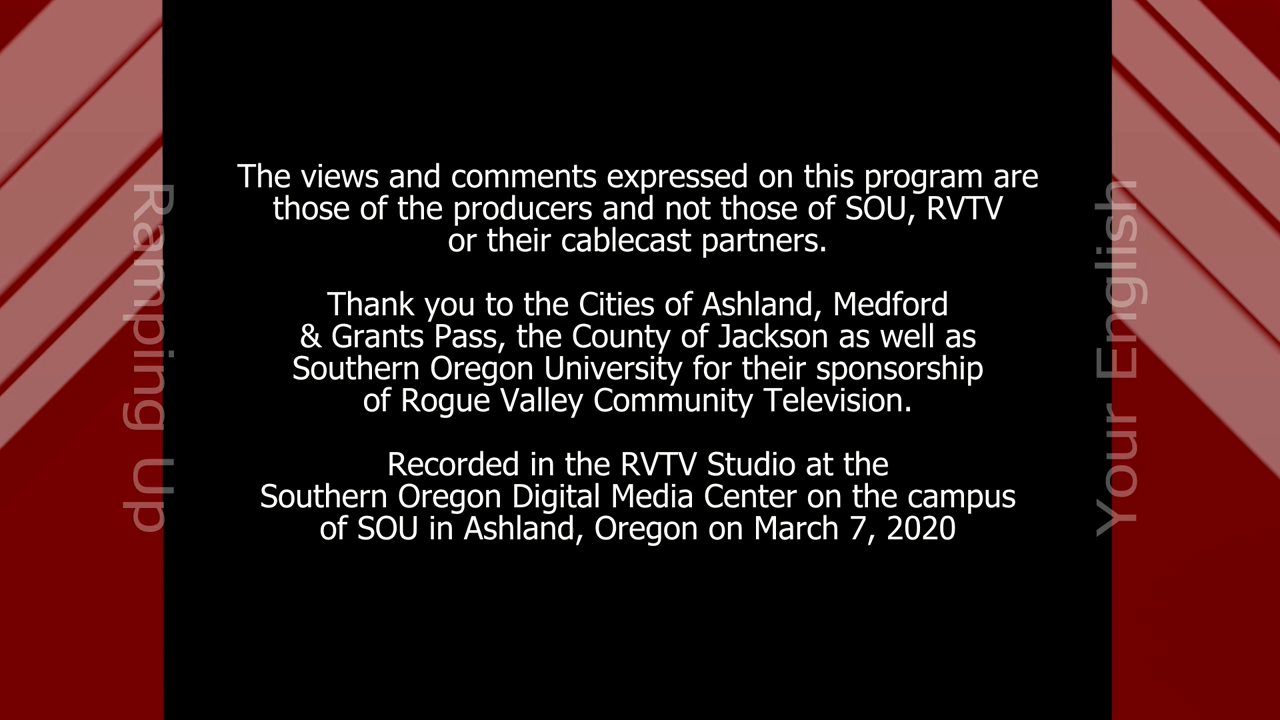 Ramping Up
The views and comments expressed on this program are
those of the producers and not those of SOU, RVTV
or their cablecast partners.
Thank you to the Cities of Ashland, Medford
& Grants Pass, the County of Jackson as well as
Southern Oregon University for their sponsorship
of Rogue Valley Community Television.
Recorded in the RVTV Studio at the
Southern Oregon Digital Media Center on the campus
of SOU in Ashland, Oregon on March 7, 2020
Your English